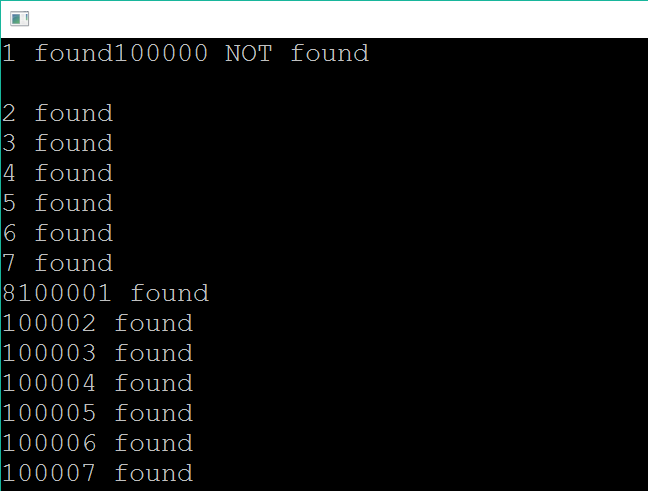 1 found100000 NOT found
2 found
3 found
4 found
5 found
6 found
7 found
8100001 found
100002 found
100003 found
100004 found
100005 found
100006 found
100007 found